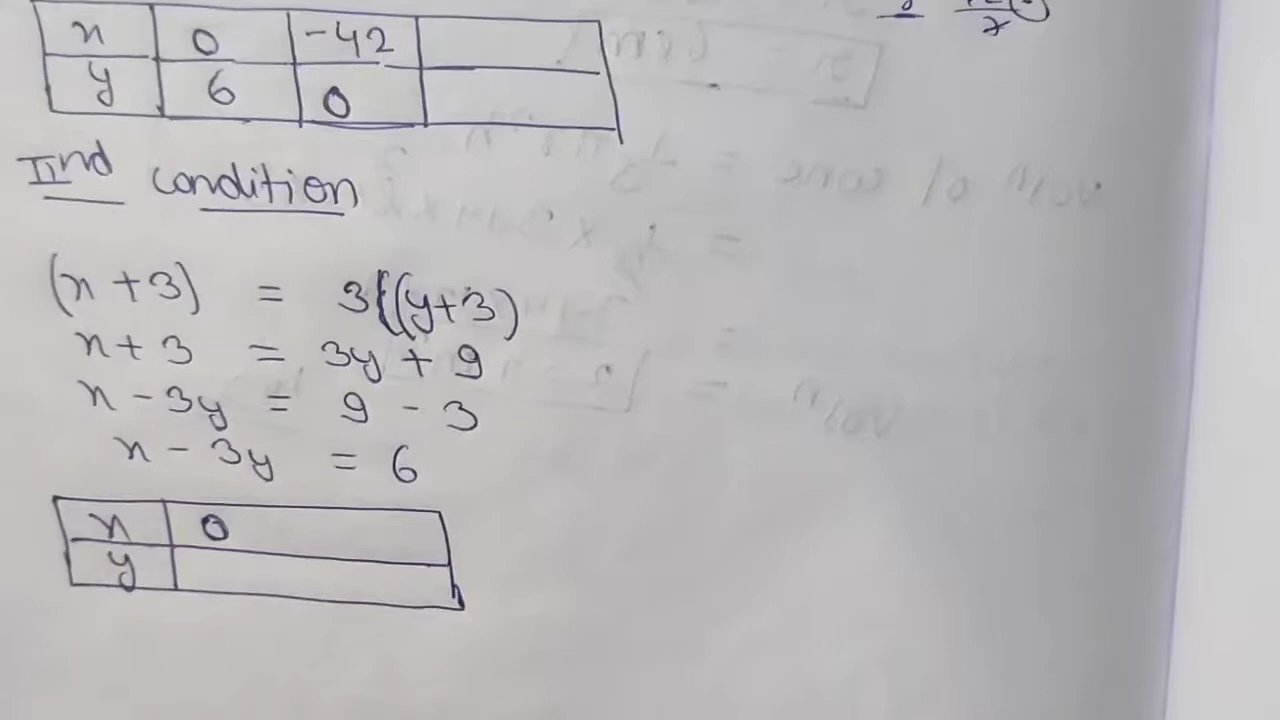 x 0 -42
y 6 0
IInd condition
(x + 3) = 3((y+3)
x + 3 = 3y + 9
x - 3y = 9 - 3
x - 3y = 6
x 0
y